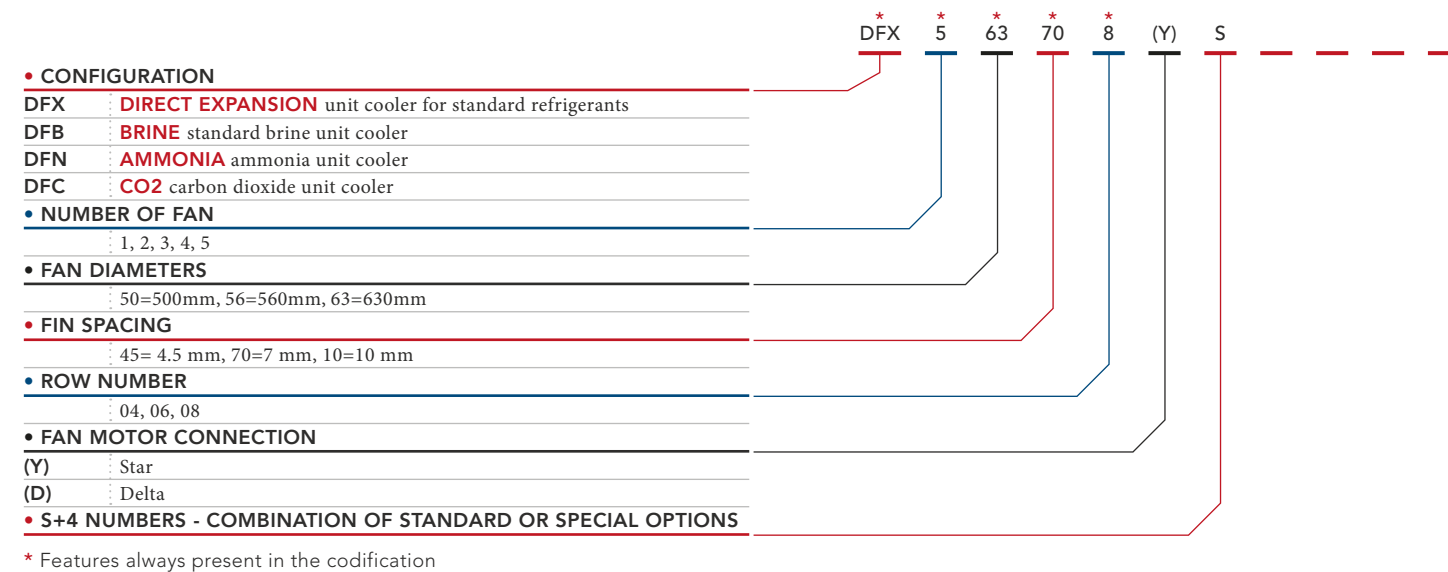 * * * * *
DFX 5 63 70 8 (Y) S
• CONFIGURATION
DFX DIRECT EXPANSION unit cooler for standard refrigerants
DFB BRINE standard brine unit cooler
DFN AMMONIA ammonia unit cooler
DFC CO2 carbon dioxide unit cooler
• NUMBER OF FAN
1, 2, 3, 4, 5
• FAN DIAMETERS
50=500mm, 56=560mm, 63=630mm
• FIN SPACING
45= 4.5 mm, 70=7 mm, 10=10 mm
• ROW NUMBER
04, 06, 08
• FAN MOTOR CONNECTION
(Y) Star
(D) Delta
• S+4 NUMBERS - COMBINATION OF STANDARD OR SPECIAL OPTIONS
* Features always present in the codification